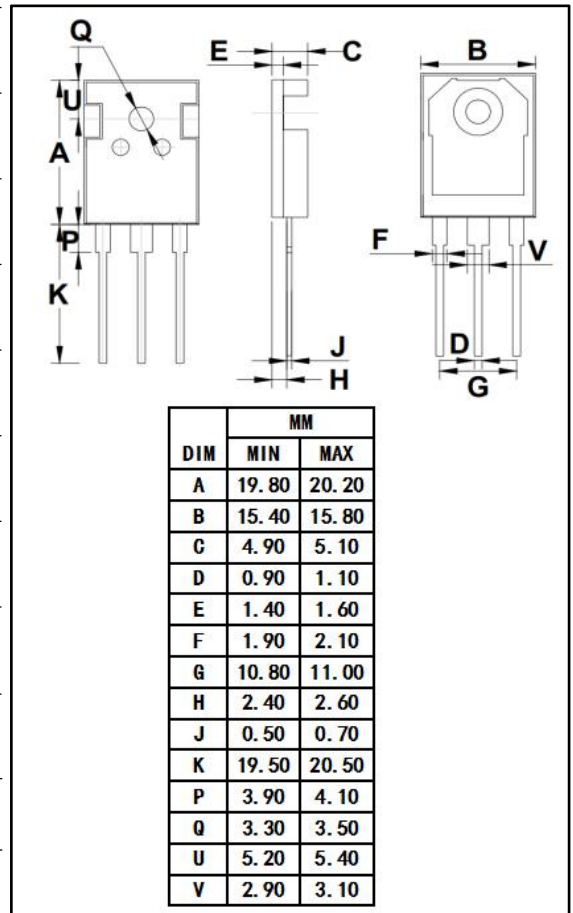 Q
E C
B
U
A
P
K
F V
J
D
H
G
MM
DIM MIN MAX
A 19.80 20.20
B 15.40 15.80
C 4.90 5.10
D 0.90 1.10
E 1.40 1.60
F 1.90 2.10
G 10.80 11.00
H 2.40 2.60
J 0.50 0.70
K 19.50 20.50
P 3.90 4.10
Q 3.30 3.50
U 5.20 5.40
V 2.90 3.10